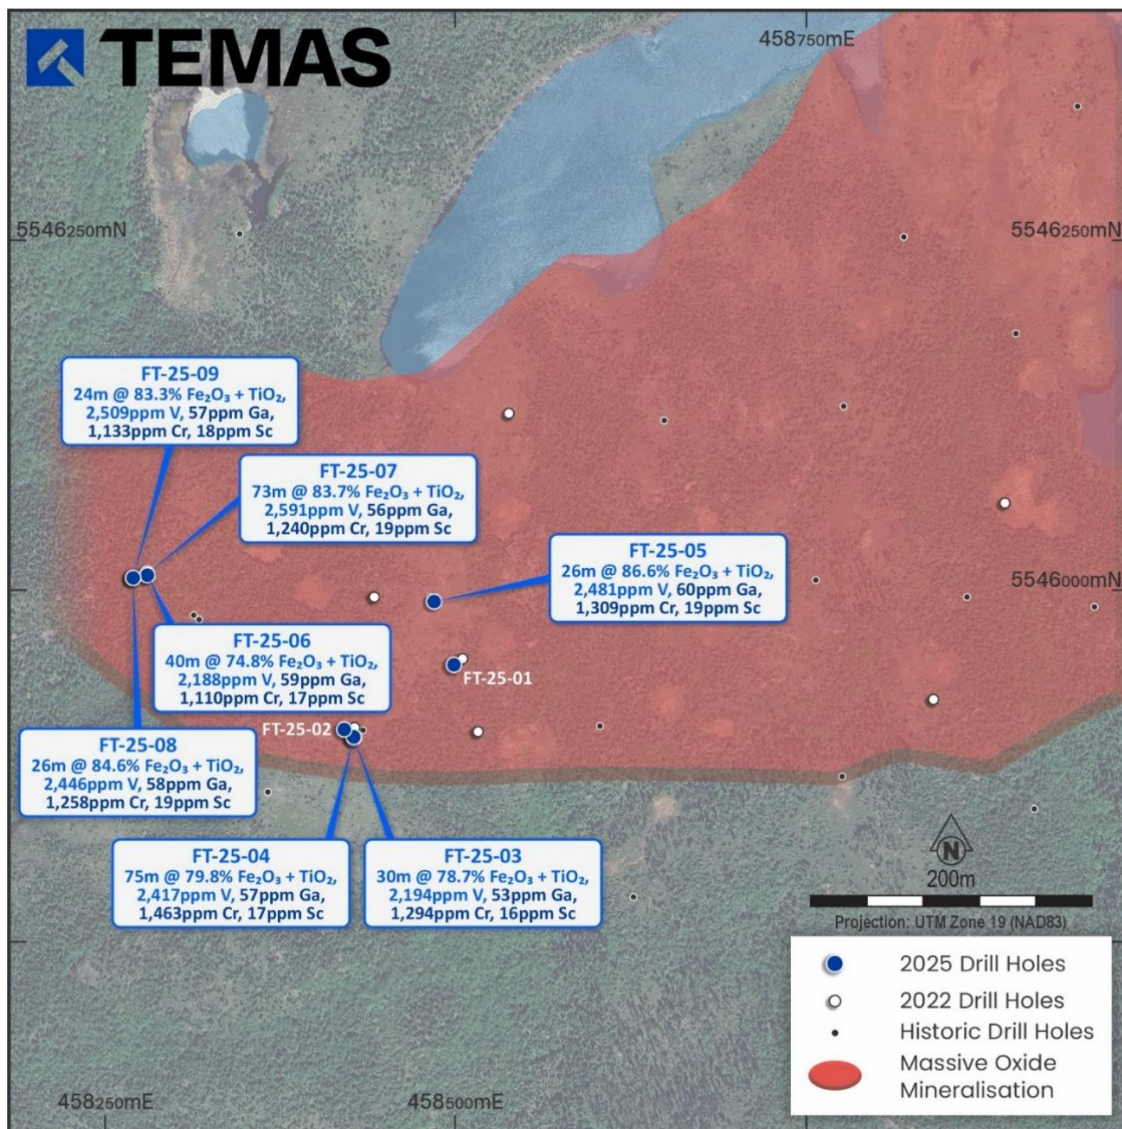 TEMAS
458750mE
5546250mN
5546250mN
FT-25-09
24m @ 83.3% Fe₂O₃ + TiO₂,
2,509ppm V, 57ppm Ga,
1,133ppm Cr, 18ppm Sc
FT-25-07
73m @ 83.7% Fe₂O₃ + TiO₂,
2,591ppm V, 56ppm Ga,
1,240ppm Cr, 19ppm Sc
FT-25-05
26m @ 86.6% Fe₂O₃ + TiO₂,
2,481ppm V, 60ppm Ga,
1,309ppm Cr, 19ppm Sc
5546000mN
FT-25-06
40m @ 74.8% Fe₂O₃ + TiO₂,
2,188ppm V, 59ppm Ga,
1,110ppm Cr, 17ppm Sc
FT-25-01
FT-25-02
FT-25-08
26m @ 84.6% Fe₂O₃ + TiO₂,
2,446ppm V, 58ppm Ga,
1,258ppm Cr, 19ppm Sc
FT-25-04
75m @ 79.8% Fe₂O₃ + TiO₂,
2,417ppm V, 57ppm Ga,
1,463ppm Cr, 17ppm Sc
FT-25-03
30m @ 78.7% Fe₂O₃ + TiO₂,
2,194ppm V, 53ppm Ga,
1,294ppm Cr, 16ppm Sc
N
200m
Projection: UTM Zone 19 (NAD83)
2025 Drill Holes
2022 Drill Holes
Historic Drill Holes
Massive Oxide
Mineralisation
458250mE
458500mE